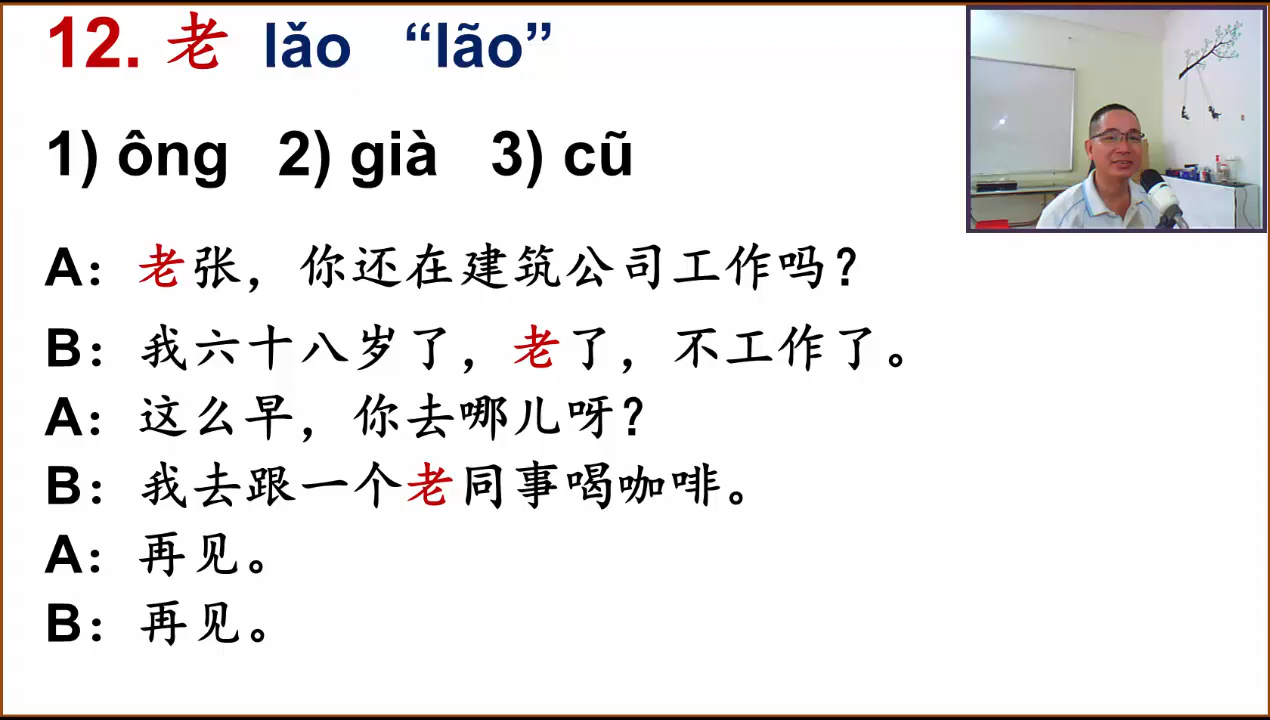 12. 老 lǎo “lão”
1) ông 2) già 3) cũ
A：老张，你还在建筑公司工作吗？
B：我六十八岁了，老了，不工作了。
A：这么早，你去哪儿呀？
B：我去跟一个老同事喝咖啡。
A：再见。
B：再见。